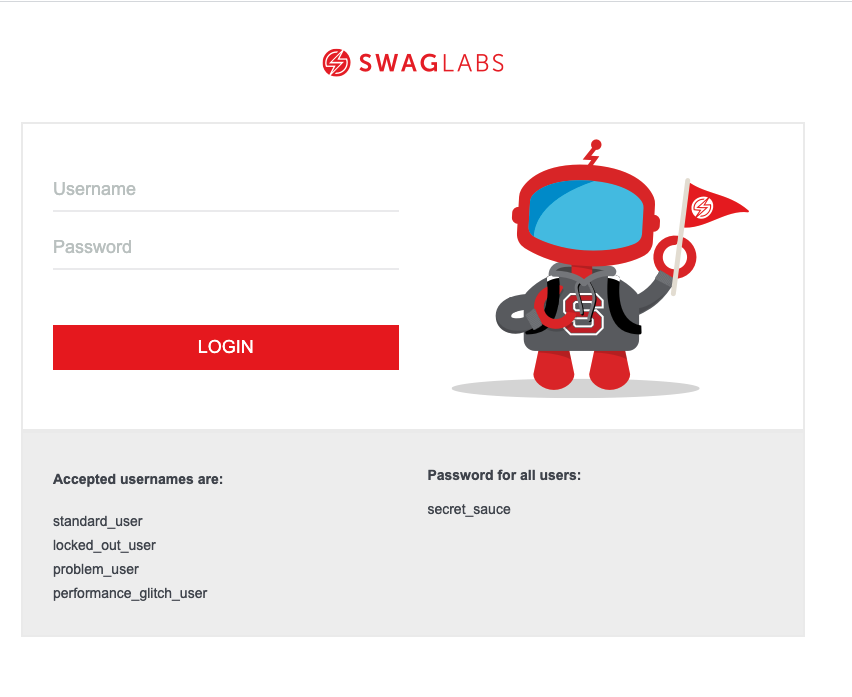 SWAGLABS
Username
Password
LOGIN
S
Accepted usernames are:
standard_user
locked_out_user
problem_user
performance_glitch_user
Password for all users:
secret_sauce